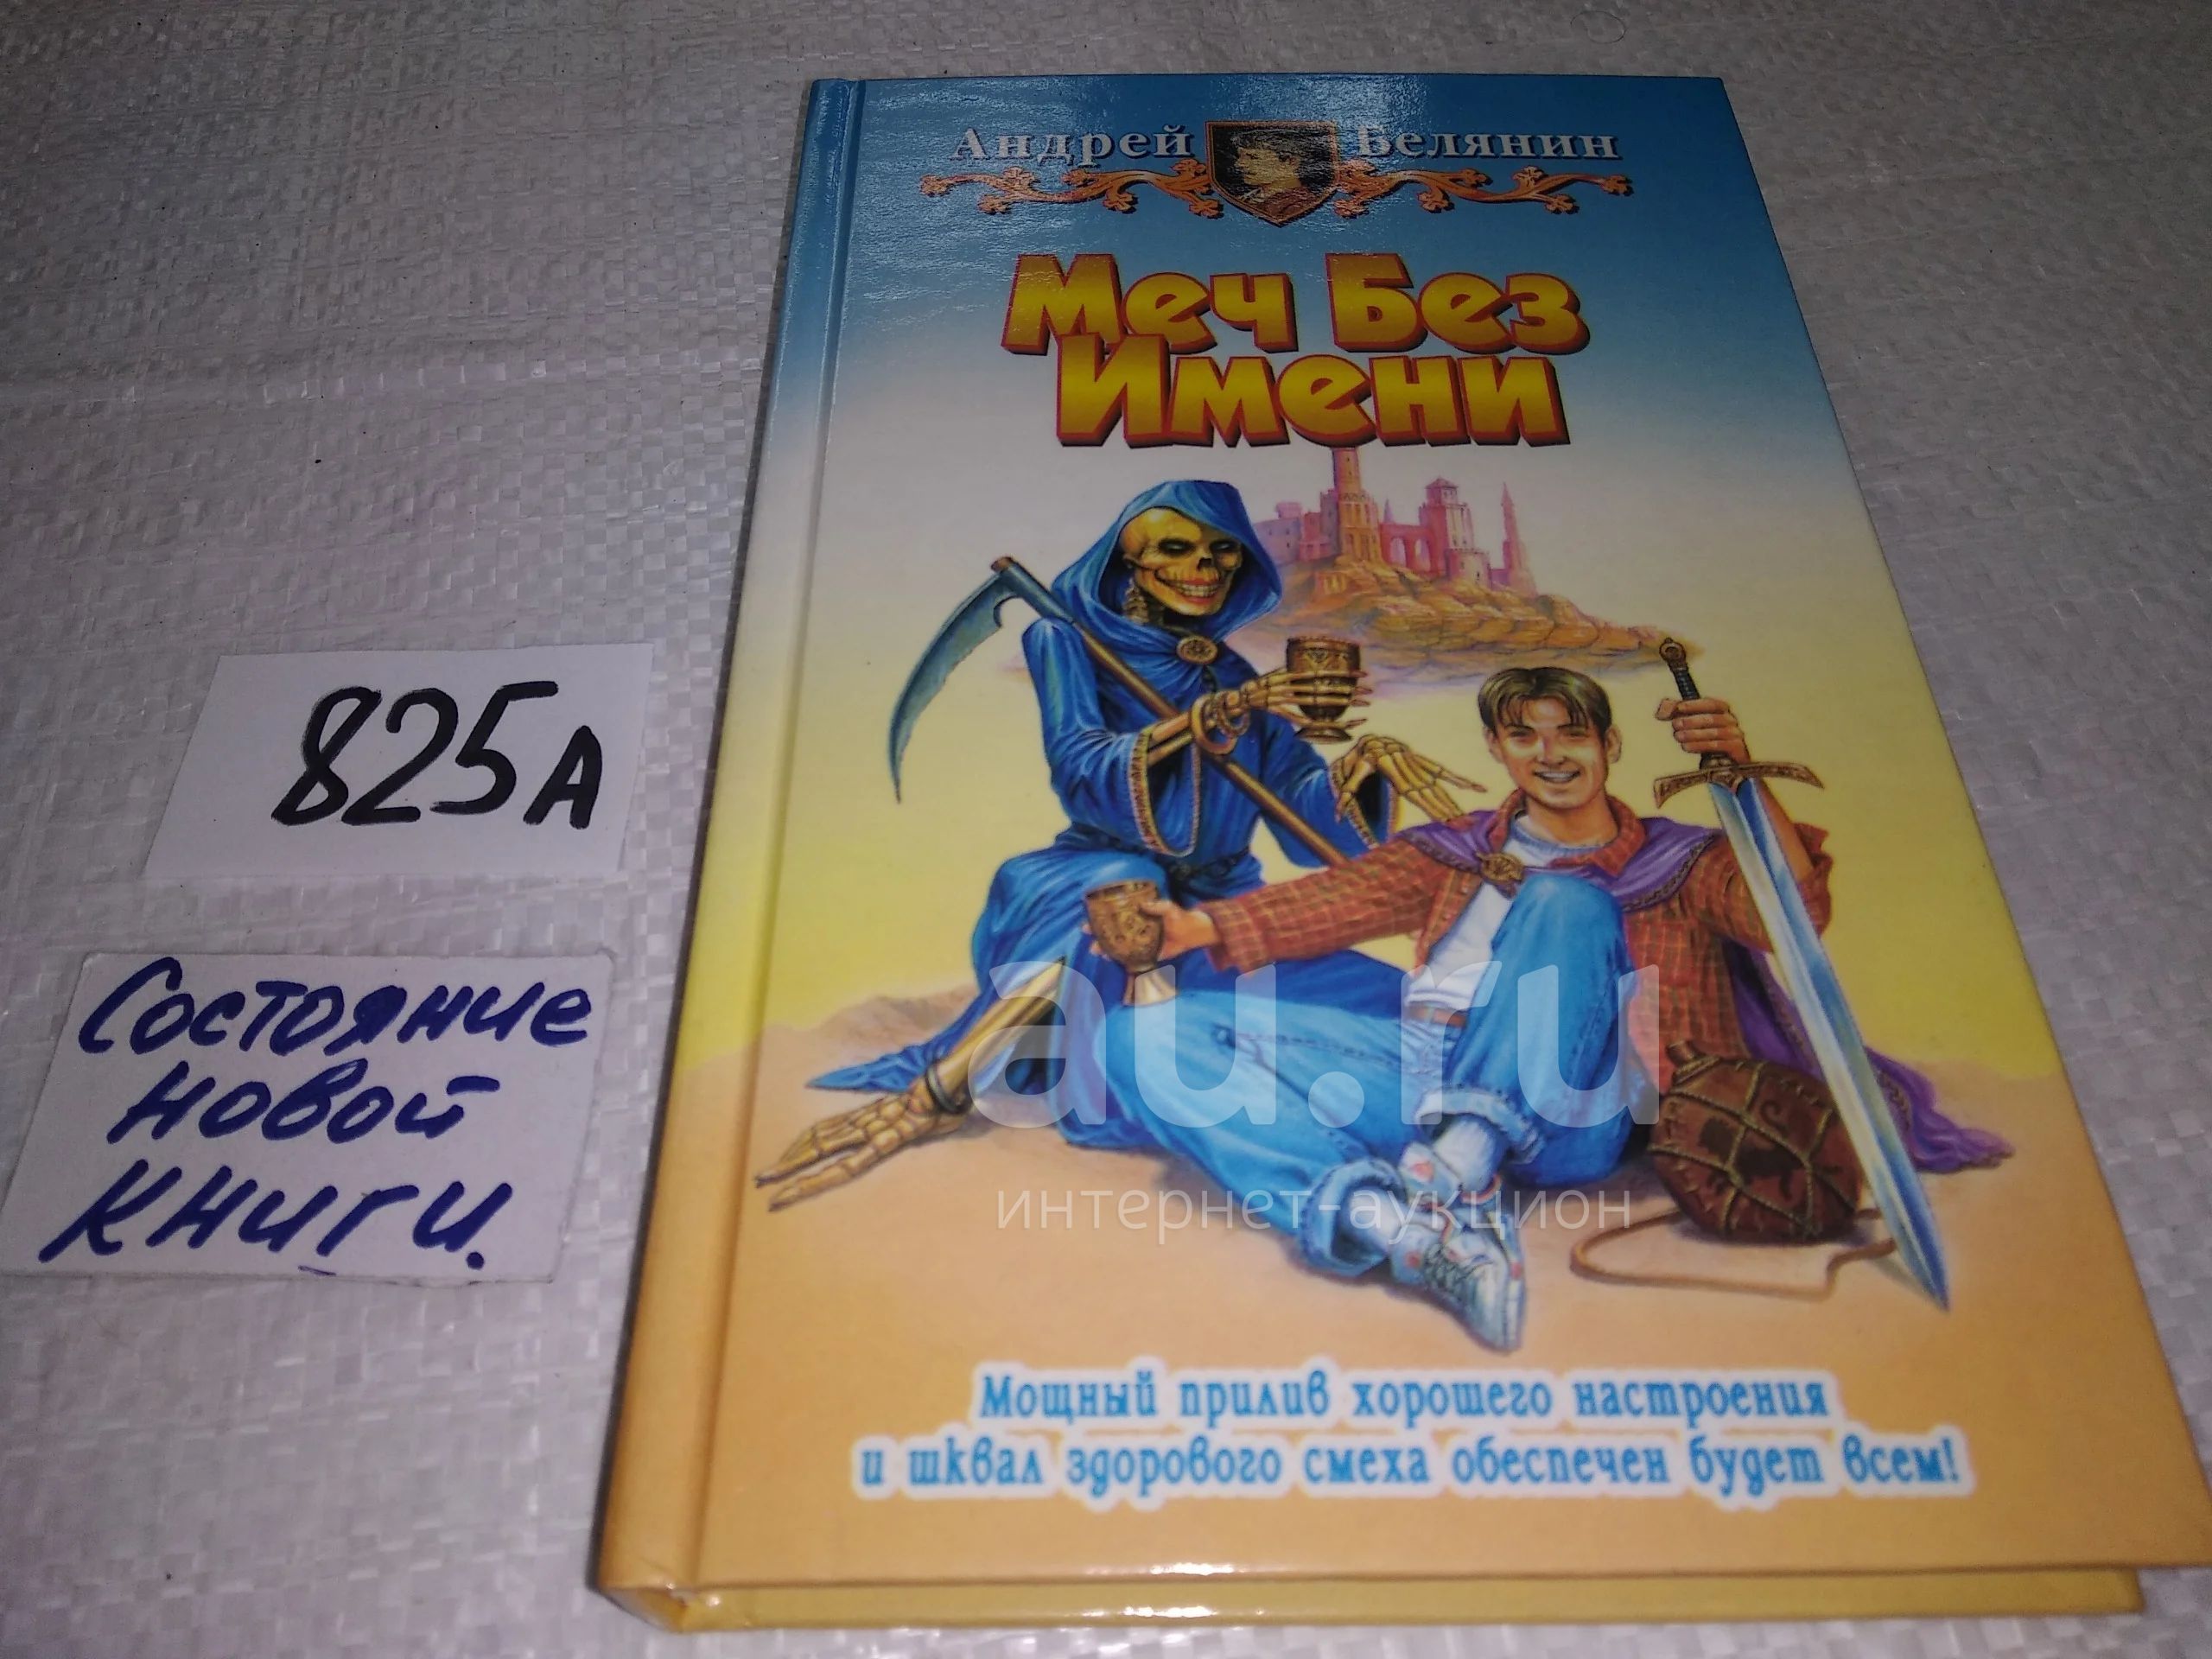 Андрей Белянин
Меч Без
Имени
825А
Состояние
новой
книги.
au.ru
интернет-аукцион
Мощный прилив хорошего настроения
и шквал здорового смеха обеспечен будет всем!